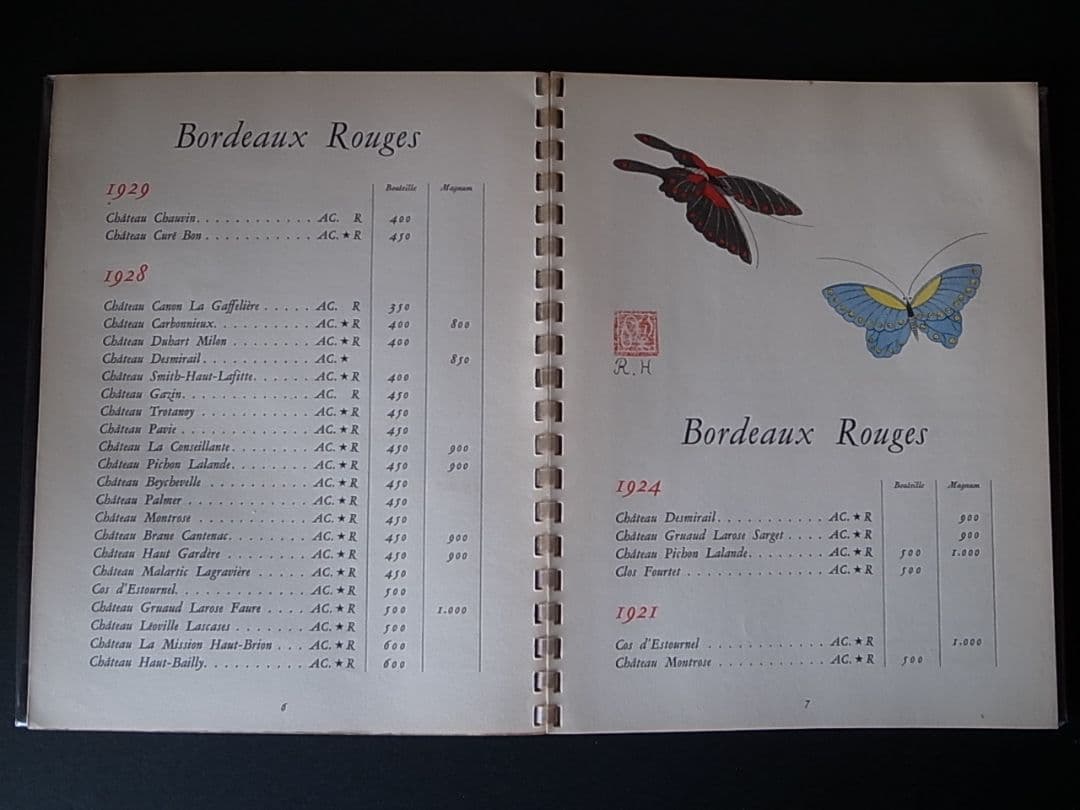 Bordeaux Rouges
1929 Bouteille Magnum
Château Chauvin. . . . . . . . . . . . AC. R 400
Château Curé Bon . . . . . . . . . . . AC. ★ R 450
1928
Château Canon La Gaffelière . . . . . AC. R 350
Château Carbonnieux. . . . . . . . . . AC. ★ R 400 800
Château Duhart Milon . . . . . . . . AC. ★ R 400
Château Desmirail . . . . . . . . . . . AC. ★ 850
Château Smith-Haut-Lafitte. . . . . . AC. ★ R 400
Château Gazin. . . . . . . . . . . . . AC. R 450
Château Trotanoy . . . . . . . . . . . AC. ★ R 450
Château Pavie . . . . . . . . . . . . . AC. ★ R 450
Château La Conseillante. . . . . . . . AC. ★ R 450 900
Château Pichon Lalande. . . . . . . . AC. ★ R 450 900
Château Beychevelle . . . . . . . . . . AC. ★ R 450
Château Palmer . . . . . . . . . . . . AC. ★ R 450
Château Montrose . . . . . . . . . . . AC. ★ R 450
Château Brane Cantenac. . . . . . . . AC. ★ R 450 900
Château Haut Gardère . . . . . . . . AC. ★ R 450 900
Château Malartic Lagravière . . . . . AC. ★ R 450
Cos d'Estournel. . . . . . . . . . . . . AC. ★ R 500
Château Gruaud Larose Faure . . . . AC. ★ R 500 1.000
Château Léoville Lascases . . . . . . . AC. ★ R 500
Château La Mission Haut-Brion . . . AC. ★ R 600
Château Haut-Bailly. . . . . . . . . . AC. ★ R 600
6
R.H
Bordeaux Rouges
1924 Bouteille Magnum
Château Desmirail. . . . . . . . . . . AC. ★ R 900
Château Gruaud Larose Sarget . . . . AC. ★ R 900
Château Pichon Lalande. . . . . . . . AC. ★ R 500 1.000
Clos Fourtet . . . . . . . . . . . . . . AC. ★ R 500
1921
Cos d'Estournel . . . . . . . . . . . . AC. ★ R 1.000
Château Montrose . . . . . . . . . . . AC. ★ R 500
7